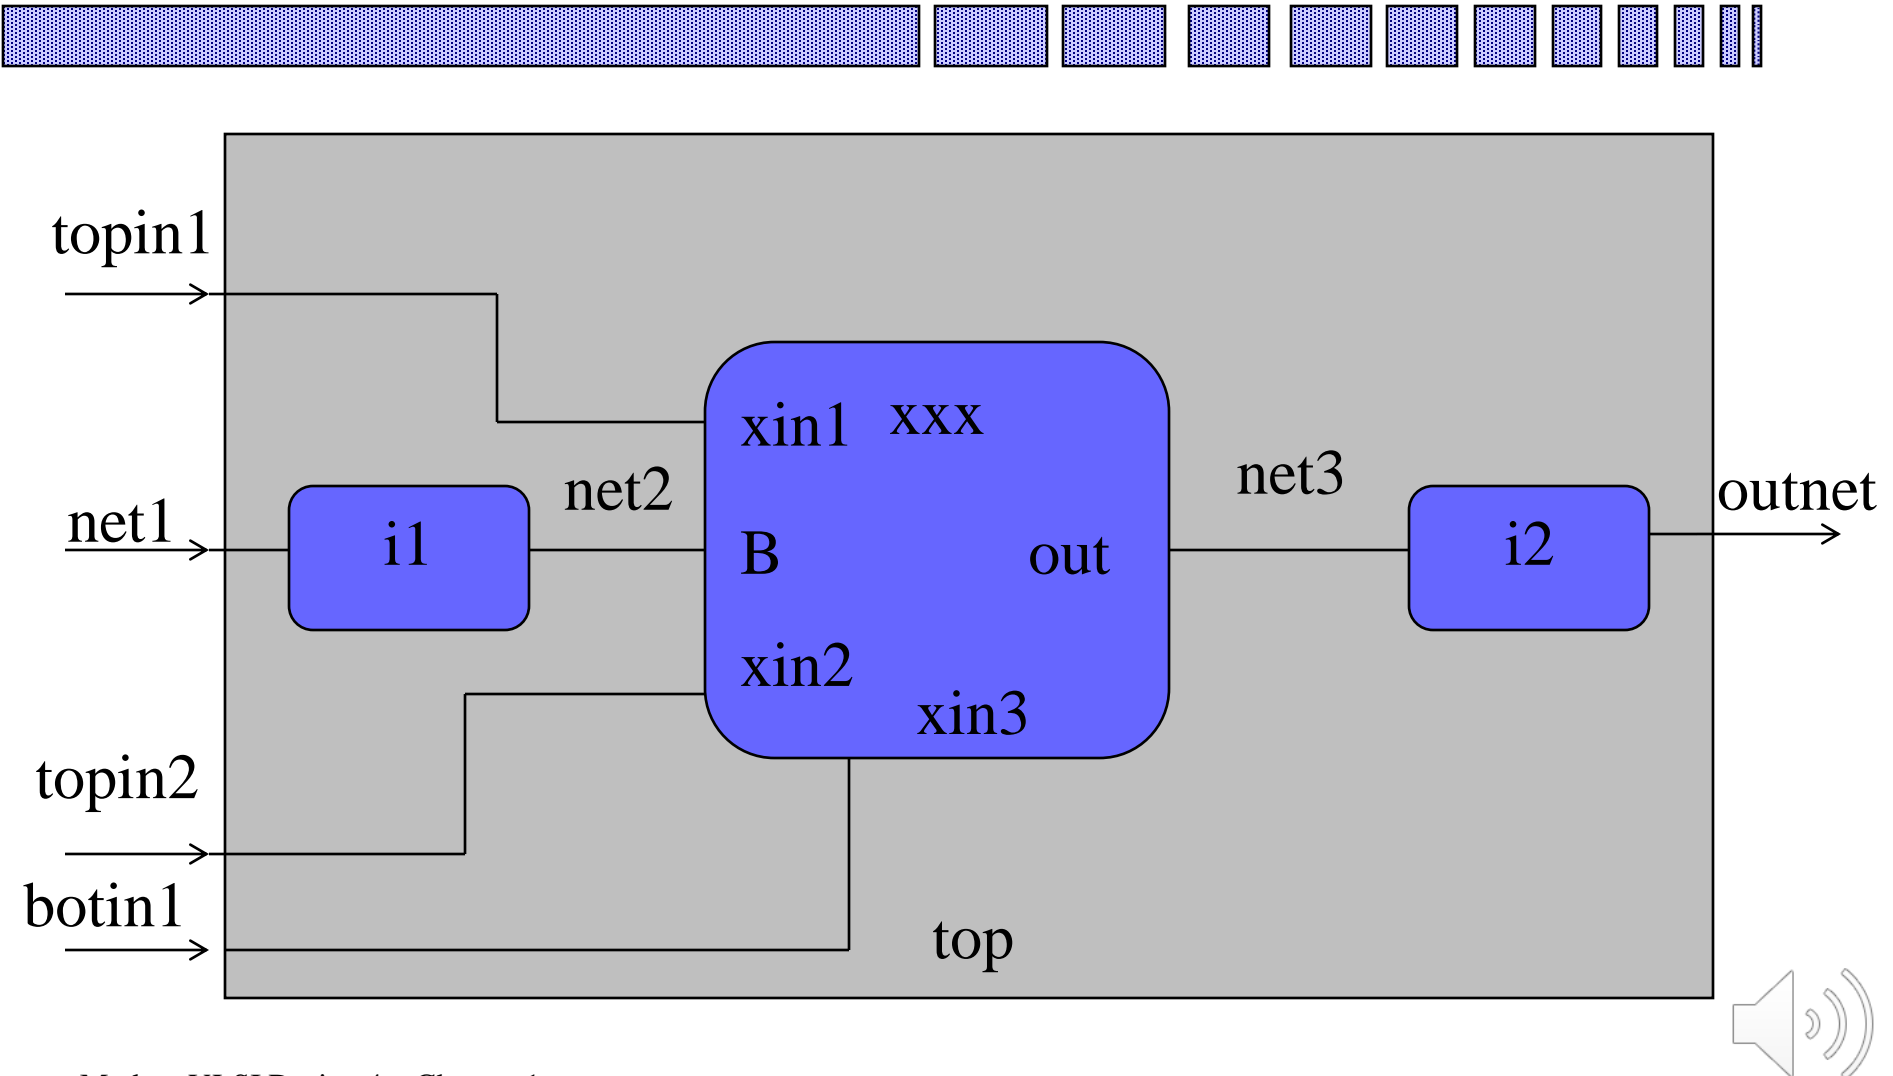 topin1
xin1 xxx
net1
i1
net2
B
out
net3
i2
outnet
xin2
xin3
topin2
botin1
top